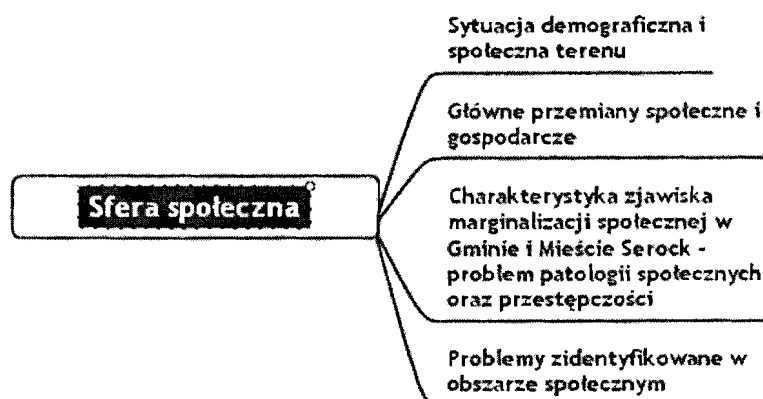 Sytuacja demograficzna i
społeczna terenu
Główne przemiany społeczne i
gospodarcze
Sfera społeczna
Charakterystyka zjawiska
marginalizacji społecznej w
Gminie i Mieście Serock -
problem patologii społecznych
oraz przestępczości
Problemy zidentyfikowane w
obszarze społecznym